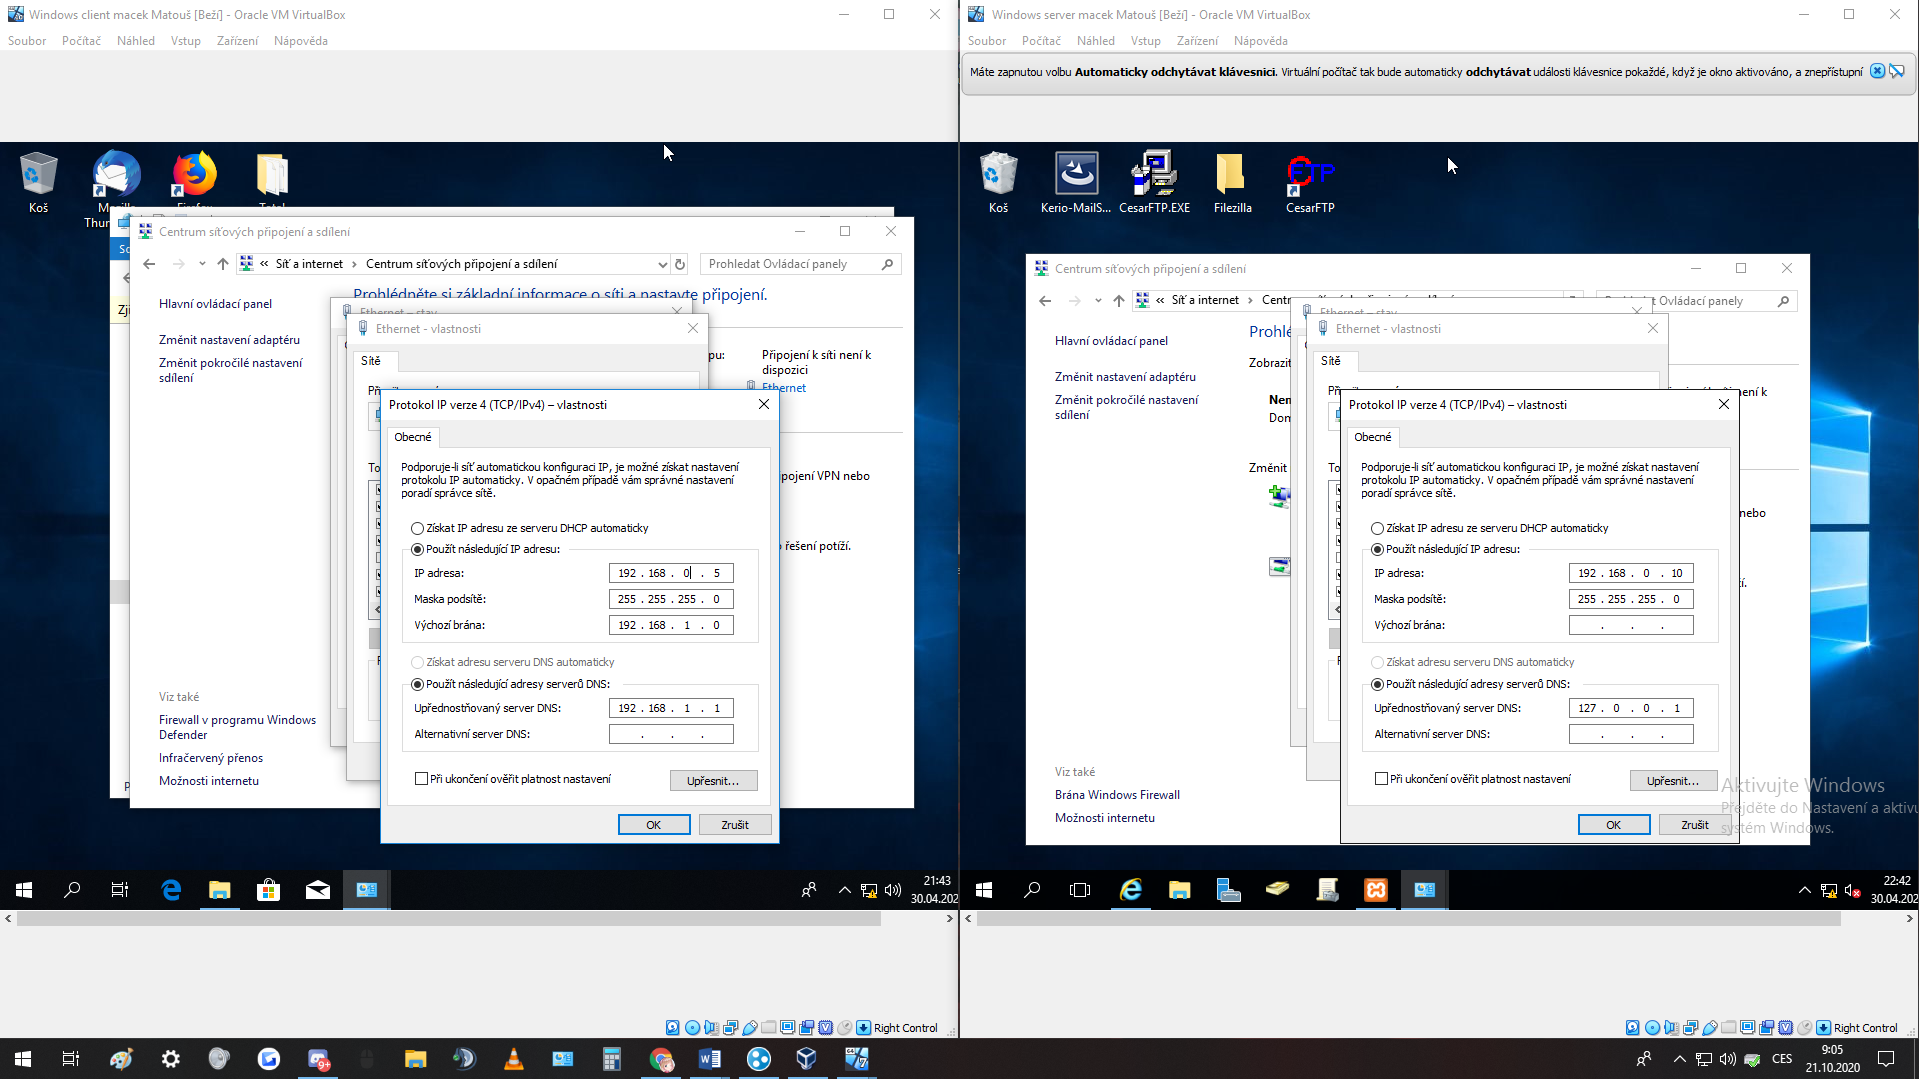 Windows client macek Matouš [Beží] - Oracle VM VirtualBox
Soubor Počítač Náhled Vstup Zařízení Nápověda
Koš
Mozilla
Thun
Firefox
Total
Centrum síťových připojení a sdílení
Sc
« Síť a internet > Centrum síťových připojení a sdílení
Prohledat Ovládací panely
Zji
Hlavní ovládací panel
Změnit nastavení adaptéru
Změnit pokročilé nastavení
sdílení
Prohlédněte si základní informace o síti a nastavte připojení.
Ethernet – stav
Ethernet - vlastnosti
Sítě
pu:
Připojení k síti není k
dispozici
Ethernet
ipojení VPN nebo
o řešení potíží.
To
Protokol IP verze 4 (TCP/IPv4) – vlastnosti
Obecné
Podporuje-li síť automatickou konfiguraci IP, je možné získat nastavení
protokolu IP automaticky. V opačném případě vám správné nastavení
poradí správce sítě.
Získat IP adresu ze serveru DHCP automaticky
Použít následující IP adresu:
IP adresa: 192 . 168 . 0 . 5
Maska podsítě: 255 . 255 . 255 . 0
Výchozí brána: 192 . 168 . 1 . 0
Získat adresu serveru DNS automaticky
Použít následující adresy serverů DNS:
Upřednostňovaný server DNS: 192 . 168 . 1 . 1
Alternativní server DNS: . . .
Při ukončení ověřit platnost nastavení
Upřesnit...
OK Zrušit
Viz také
Firewall v programu Windows
Defender
Infračervený přenos
Možnosti internetu
P
21:43
30.04.202
Right Control
Windows server macek Matouš [Beží] - Oracle VM VirtualBox
Soubor Počítač Náhled Vstup Zařízení Nápověda
Máte zapnutou volbu Automaticky odchytávat klávesnici. Virtuální počítač tak bude automaticky odchytávat události klávesnice pokaždé, když je okno aktivováno, a znepřístupní
Koš
Kerio-MailS...
CesarFTP.EXE
Filezilla
CesarFTP
Centrum síťových připojení a sdílení
« Síť a internet > Centr
Ovládací panely
Hlavní ovládací panel
Změnit nastavení adaptéru
Změnit pokročilé nastavení
sdílení
Prohlé
Zobrazit
Nem
Don
Změnit
Ethernet – stav
Ethernet - vlastnosti
Sítě
není k
nebo
To
Protokol IP verze 4 (TCP/IPv4) – vlastnosti
Obecné
Podporuje-li síť automatickou konfiguraci IP, je možné získat nastavení
protokolu IP automaticky. V opačném případě vám správné nastavení
poradí správce sítě.
Získat IP adresu ze serveru DHCP automaticky
Použít následující IP adresu:
IP adresa: 192 . 168 . 0 . 10
Maska podsítě: 255 . 255 . 255 . 0
Výchozí brána: . . .
Získat adresu serveru DNS automaticky
Použít následující adresy serverů DNS:
Upřednostňovaný server DNS: 127 . 0 . 0 . 1
Alternativní server DNS: . . .
Při ukončení ověřit platnost nastavení
Upřesnit...
OK Zrušit
Viz také
Brána Windows Firewall
Možnosti internetu
Aktivujte Windows
Přejděte do Nastavení a aktivu
systém Windows.
22:42
30.04.202
Right Control
CES
9:05
21.10.2020